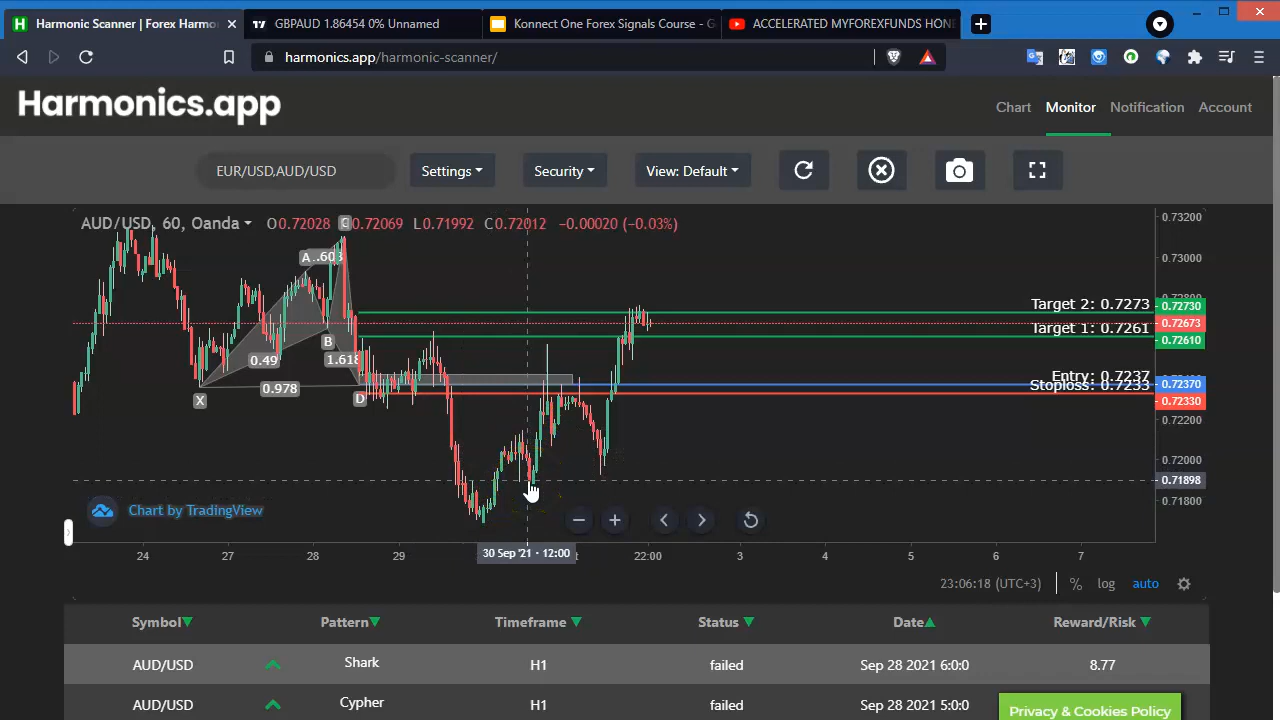 Harmonic Scanner | Forex Harmo
GBPAUD 1.86454 0% Unnamed
Konnect One Forex Signals Course - G
ACCELERATED MYFOREXFUNDS HONE
harmonics.app/harmonic-scanner/
Harmonics.app
Chart
Monitor
Notification
Account
EUR/USD,AUD/USD
Settings
Security
View: Default
AUD/USD, 60, Oanda
O0.72028
0.72069
L0.71992
C0.72012
−0.00020 (−0.03%)
0.73200
0.73000
Target 2: 0.7273
0.72730
0.72673
Target 1: 0.7261
0.72610
Entry: 0.7237
0.72370
Stoploss: 0.7233
0.72330
0.72200
0.72000
0.71898
0.71800
A
B
X
D
0.49
0.978
1.618
Chart by TradingView
24
27
28
29
30 Sep '21 - 12:00
22:00
3
4
5
6
7
23:06:18 (UTC+3)
%
log
auto
Symbol
Pattern
Timeframe
Status
Date
Reward/Risk
AUD/USD
Shark
H1
failed
Sep 28 2021 6:0:0
8.77
AUD/USD
Cypher
H1
failed
Sep 28 2021 5:0:0
Privacy & Cookies Policy